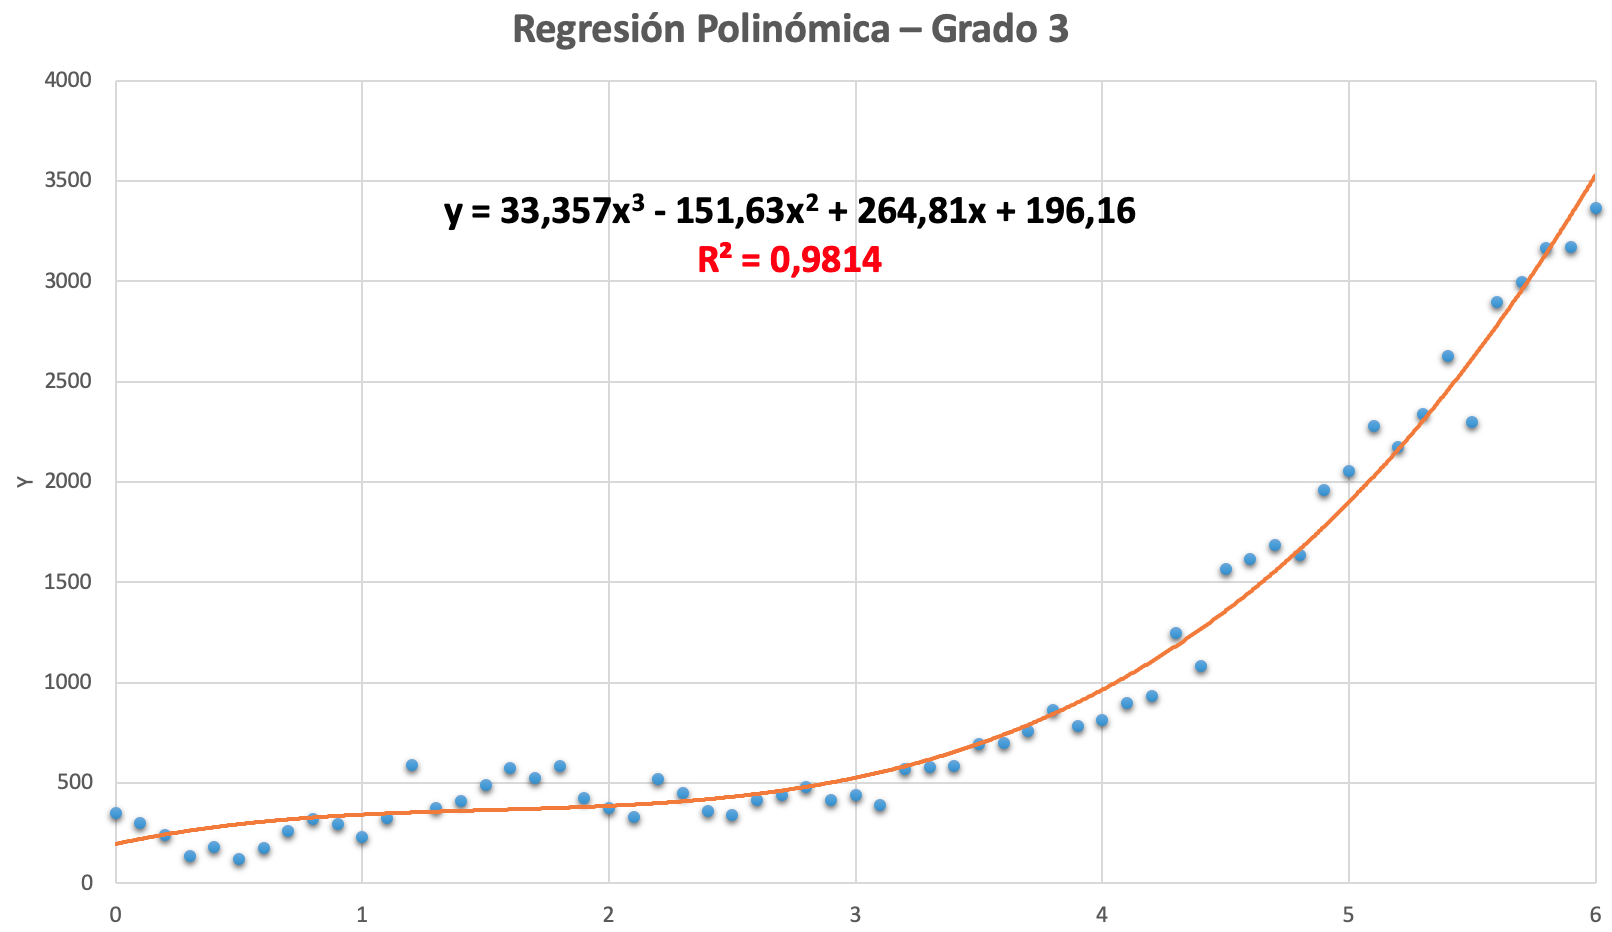 Regresión Polinómica – Grado 3
4000
3500
y = 33,357x³ - 151,63x² + 264,81x + 196,16
R² = 0,9814
3000
2500
Y
2000
1500
1000
500
0
0 1 2 3 4 5 6